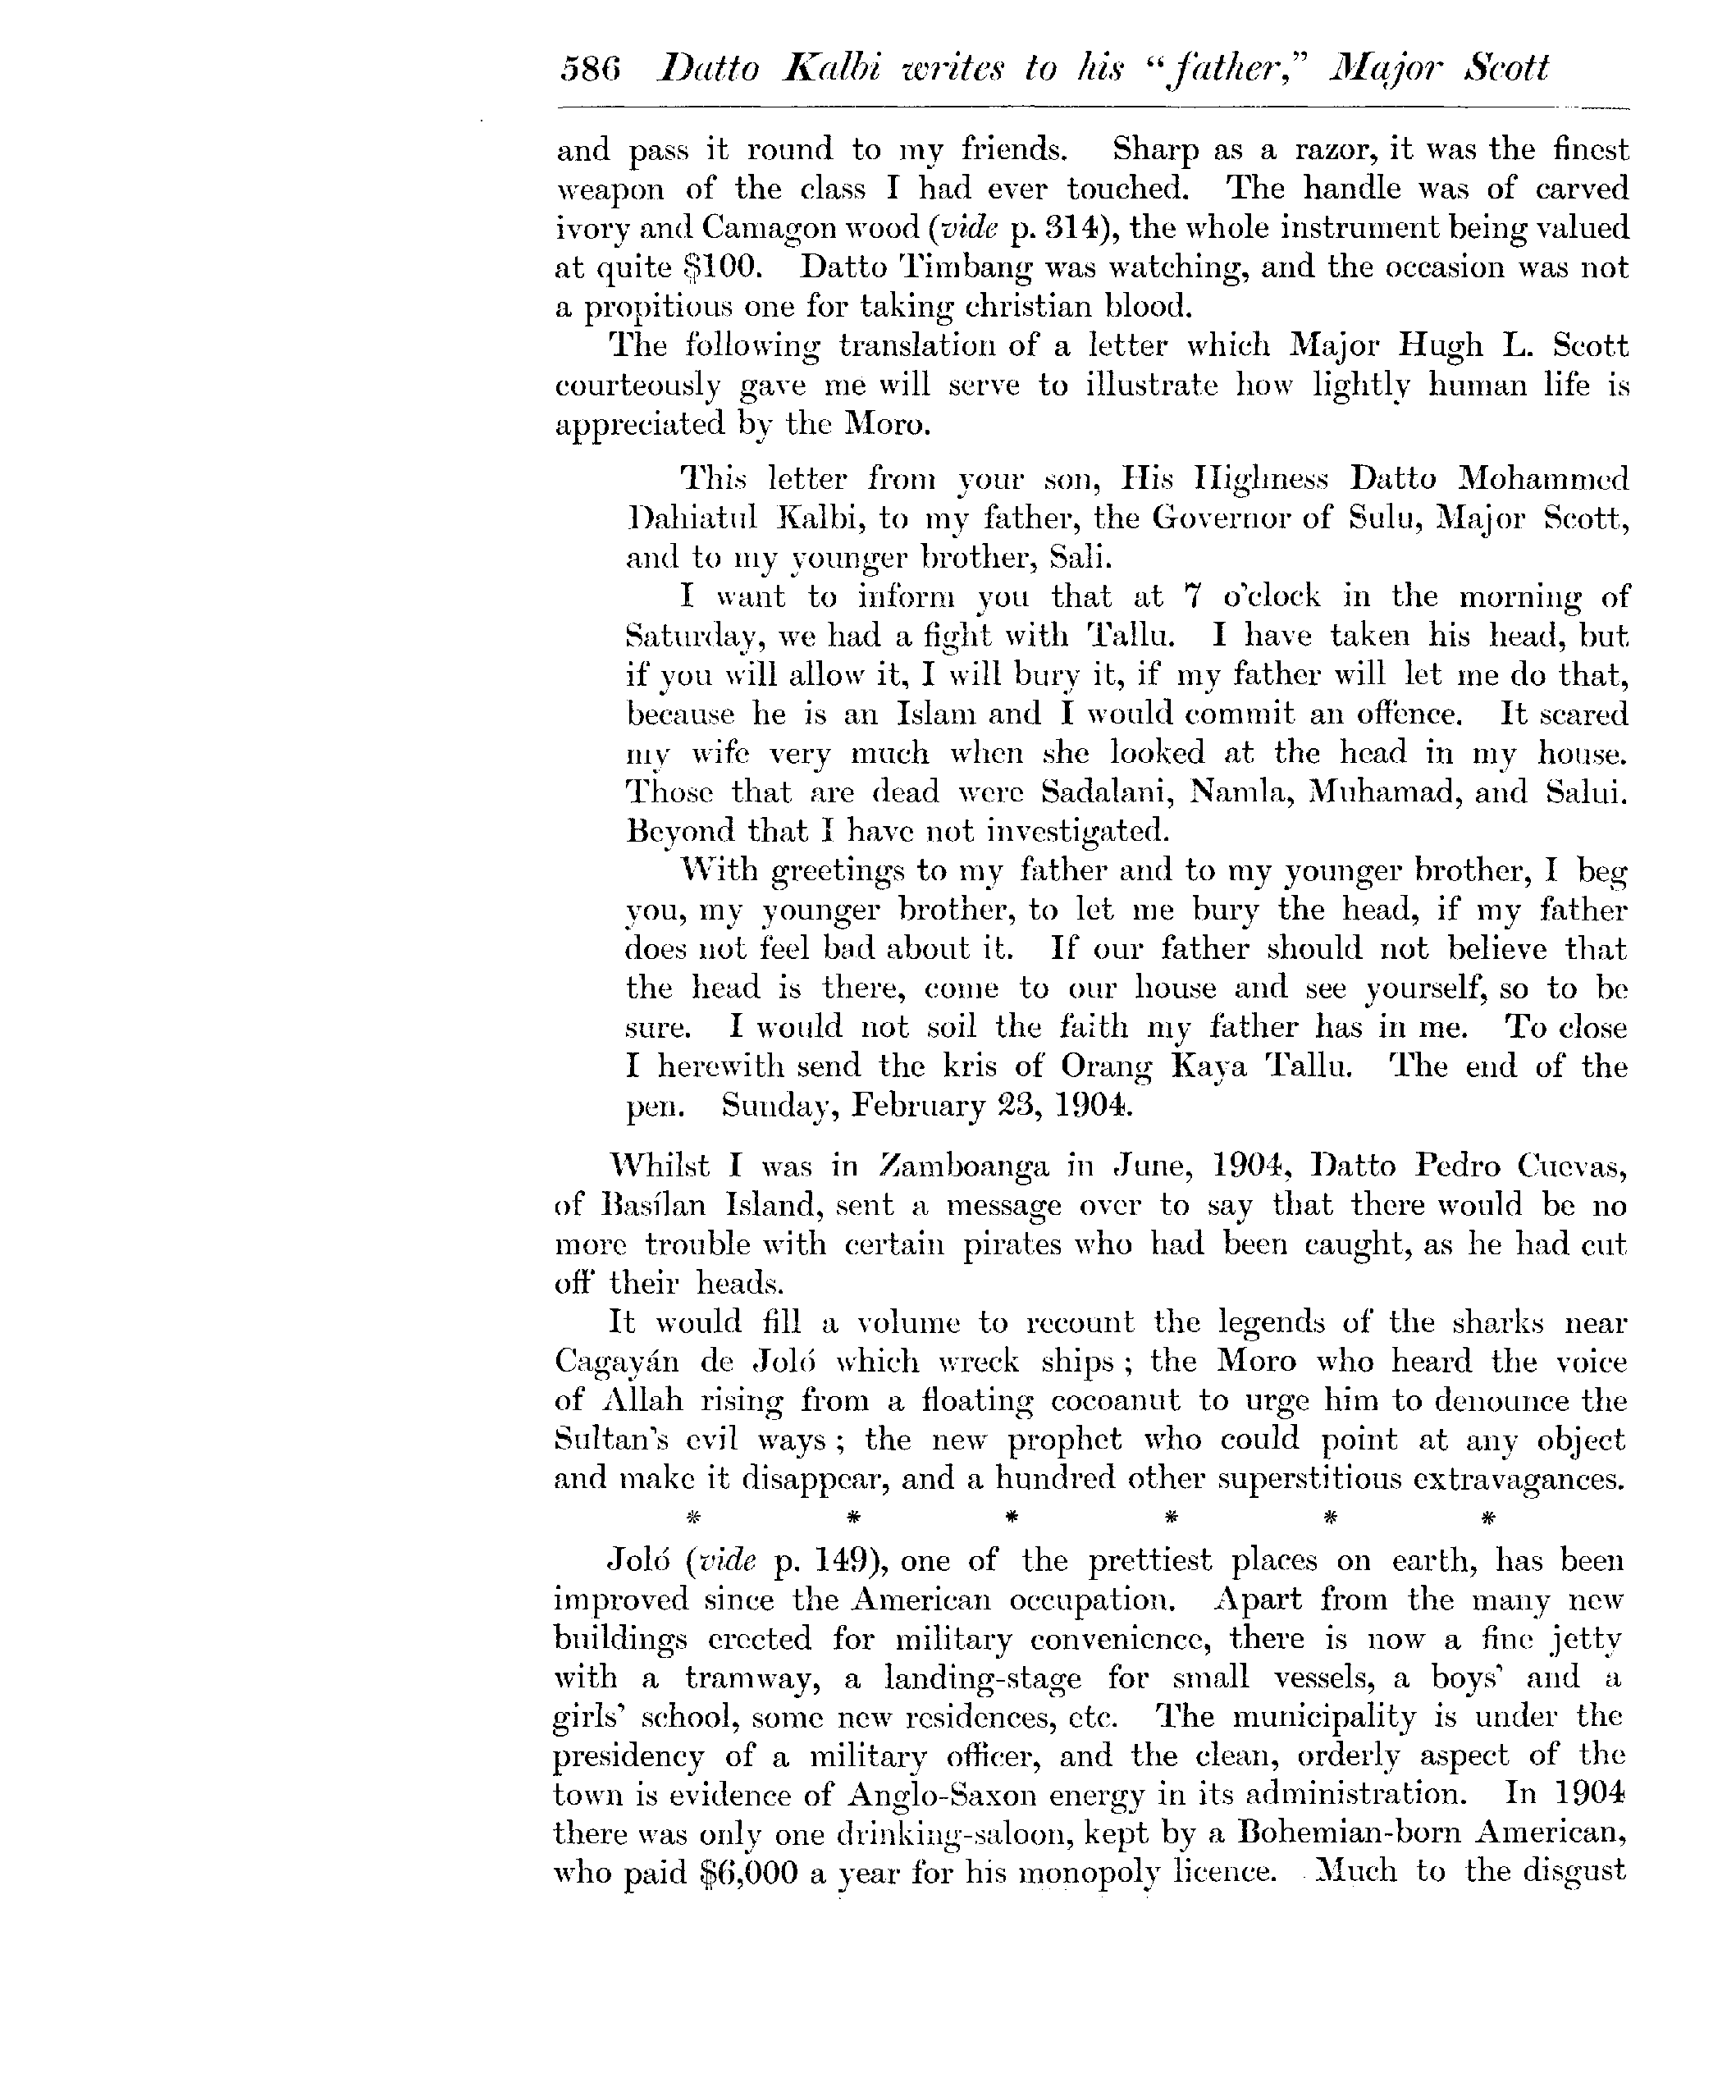 586 Datto Kalbi writes to his “father,” Major Scott
and pass it round to my friends. Sharp as a razor, it was the finest
weapon of the class I had ever touched. The handle was of carved
ivory and Camagon wood (vide p. 314), the whole instrument being valued
at quite $100. Datto Timbang was watching, and the occasion was not
a propitious one for taking christian blood.
The following translation of a letter which Major Hugh L. Scott
courteously gave me will serve to illustrate how lightly human life is
appreciated by the Moro.
This letter from your son, His Highness Datto Mohammed
Dahiatul Kalbi, to my father, the Governor of Sulu, Major Scott,
and to my younger brother, Sali.
I want to inform you that at 7 o'clock in the morning of
Saturday, we had a fight with Tallu. I have taken his head, but
if you will allow it, I will bury it, if my father will let me do that,
because he is an Islam and I would commit an offence. It scared
my wife very much when she looked at the head in my house.
Those that are dead were Sadalani, Namla, Muhamad, and Salui.
Beyond that I have not investigated.
With greetings to my father and to my younger brother, I beg
you, my younger brother, to let me bury the head, if my father
does not feel bad about it. If our father should not believe that
the head is there, come to our house and see yourself, so to be
sure. I would not soil the faith my father has in me. To close
I herewith send the kris of Orang Kaya Tallu. The end of the
pen. Sunday, February 23, 1904.
Whilst I was in Zamboanga in June, 1904, Datto Pedro Cuevas,
of Basílan Island, sent a message over to say that there would be no
more trouble with certain pirates who had been caught, as he had cut
off their heads.
It would fill a volume to recount the legends of the sharks near
Cagayán de Joló which wreck ships ; the Moro who heard the voice
of Allah rising from a floating cocoanut to urge him to denounce the
Sultan's evil ways ; the new prophet who could point at any object
and make it disappear, and a hundred other superstitious extravagances.
* * * * * *
Joló (vide p. 149), one of the prettiest places on earth, has been
improved since the American occupation. Apart from the many new
buildings erected for military convenience, there is now a fine jetty
with a tramway, a landing-stage for small vessels, a boys' and a
girls' school, some new residences, etc. The municipality is under the
presidency of a military officer, and the clean, orderly aspect of the
town is evidence of Anglo-Saxon energy in its administration. In 1904
there was only one drinking-saloon, kept by a Bohemian-born American,
who paid $6,000 a year for his monopoly licence. Much to the disgust